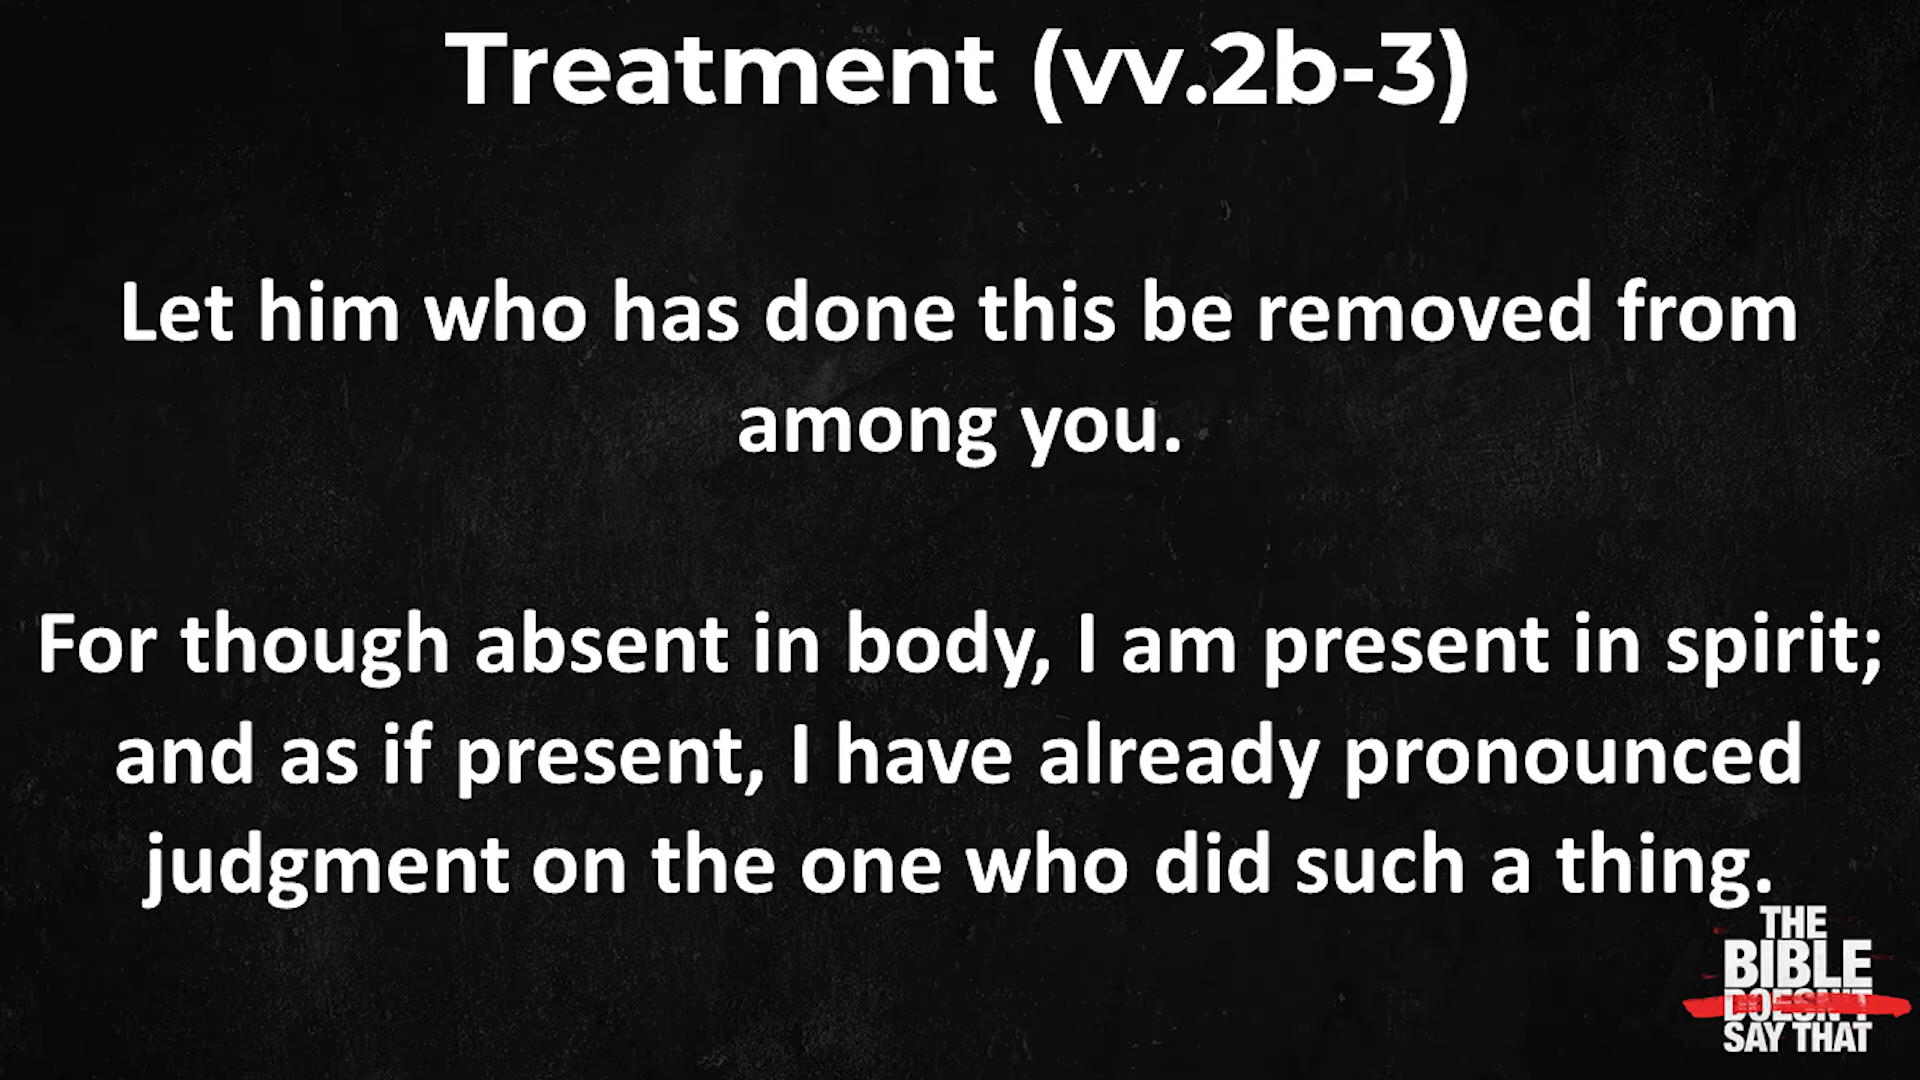 Treatment (vv.2b-3)
Let him who has done this be removed from
among you.
For though absent in body, I am present in spirit;
and as if present, I have already pronounced
judgment on the one who did such a thing.
THE
BIBLE
DOESN'T
SAY THAT